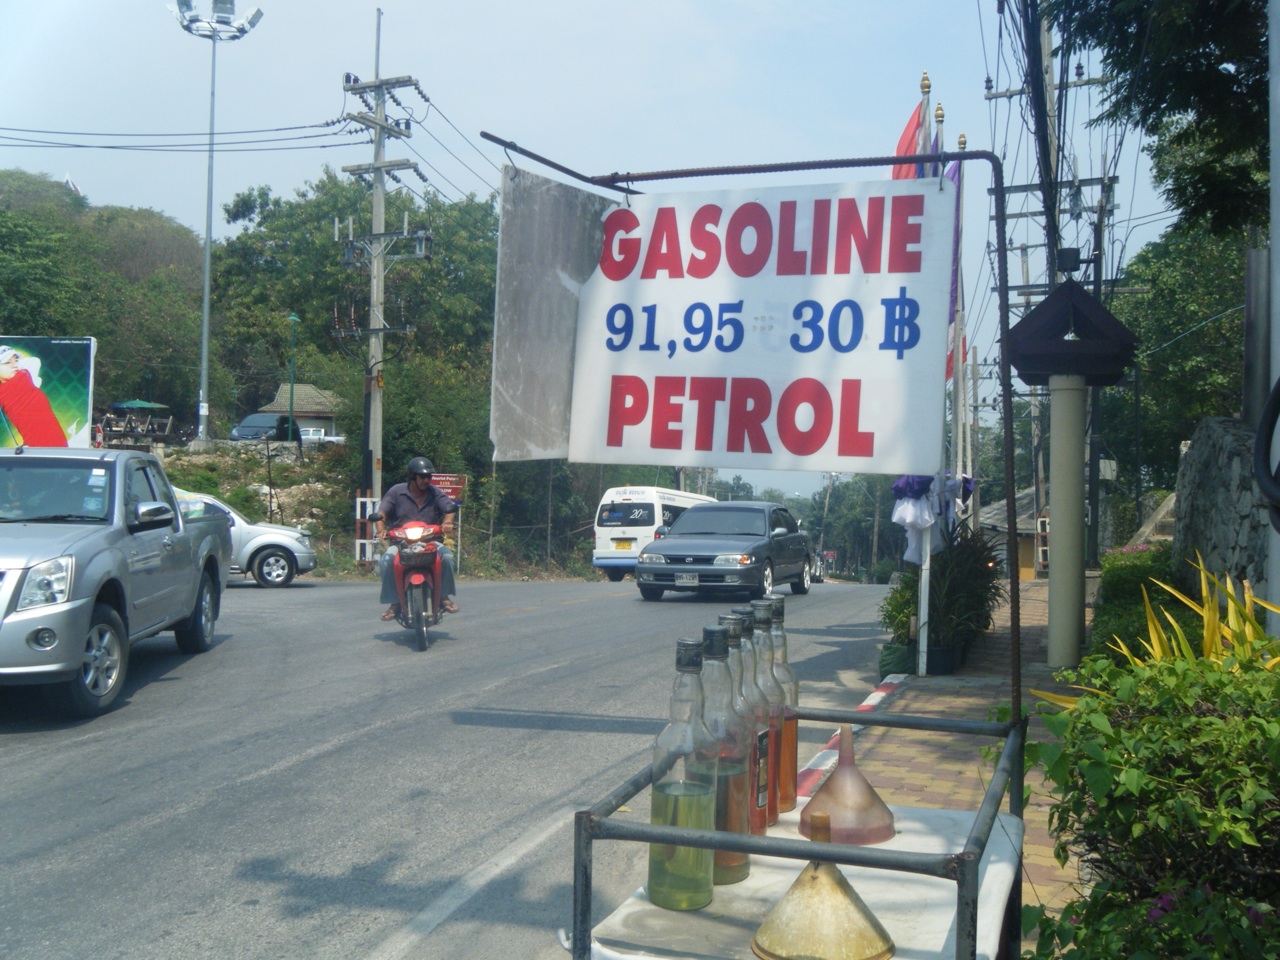 GASOLINE
91,95 30 ฿
PETROL